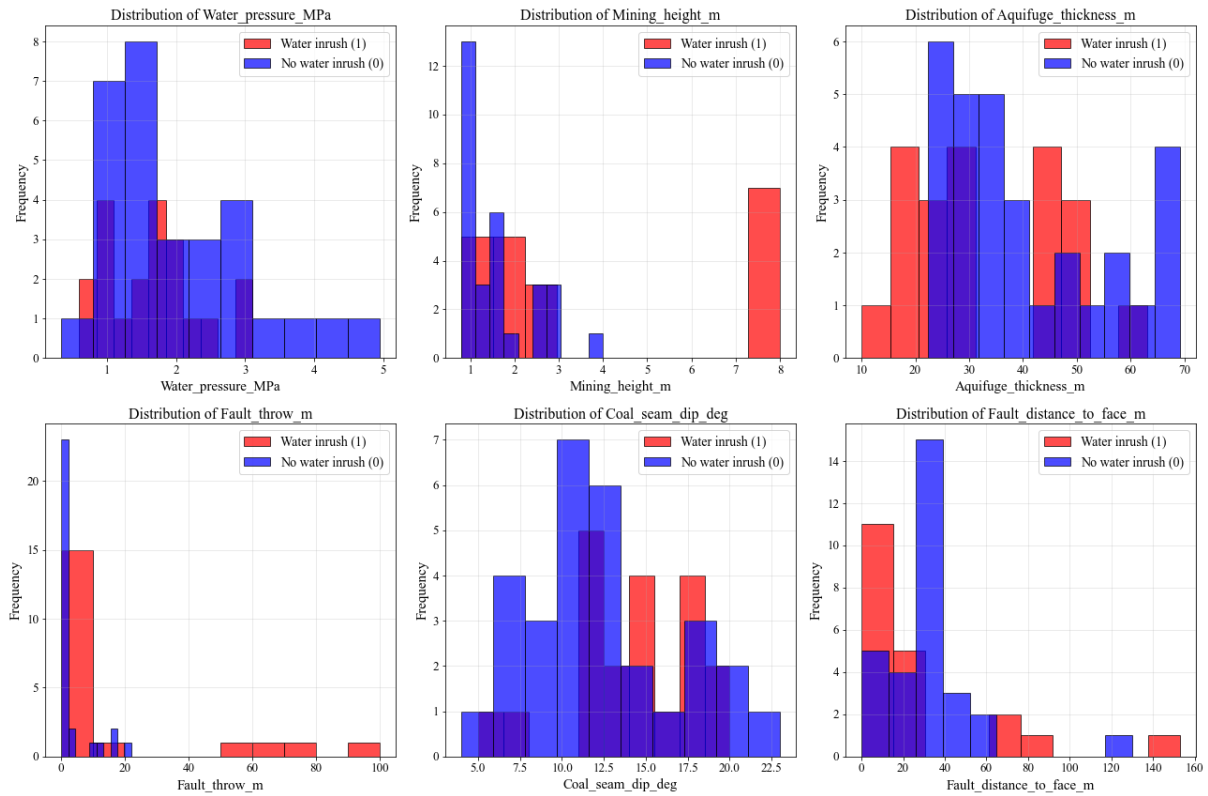 Distribution of Water_pressure_MPa
Water inrush (1)
No water inrush (0)
8
7
6
5
4
3
2
1
0
Frequency
1
2
3
4
5
Water_pressure_MPa
Distribution of Mining_height_m
Water inrush (1)
No water inrush (0)
12
10
8
6
4
2
0
Frequency
1
2
3
4
5
6
7
8
Mining_height_m
Distribution of Aquifuge_thickness_m
Water inrush (1)
No water inrush (0)
6
5
4
3
2
1
0
Frequency
10
20
30
40
50
60
70
Aquifuge_thickness_m
Distribution of Fault_throw_m
Water inrush (1)
No water inrush (0)
20
15
10
5
0
Frequency
0
20
40
60
80
100
Fault_throw_m
Distribution of Coal_seam_dip_deg
Water inrush (1)
No water inrush (0)
7
6
5
4
3
2
1
0
Frequency
5.0
7.5
10.0
12.5
15.0
17.5
20.0
22.5
Coal_seam_dip_deg
Distribution of Fault_distance_to_face_m
Water inrush (1)
No water inrush (0)
14
12
10
8
6
4
2
0
Frequency
0
20
40
60
80
100
120
140
160
Fault_distance_to_face_m